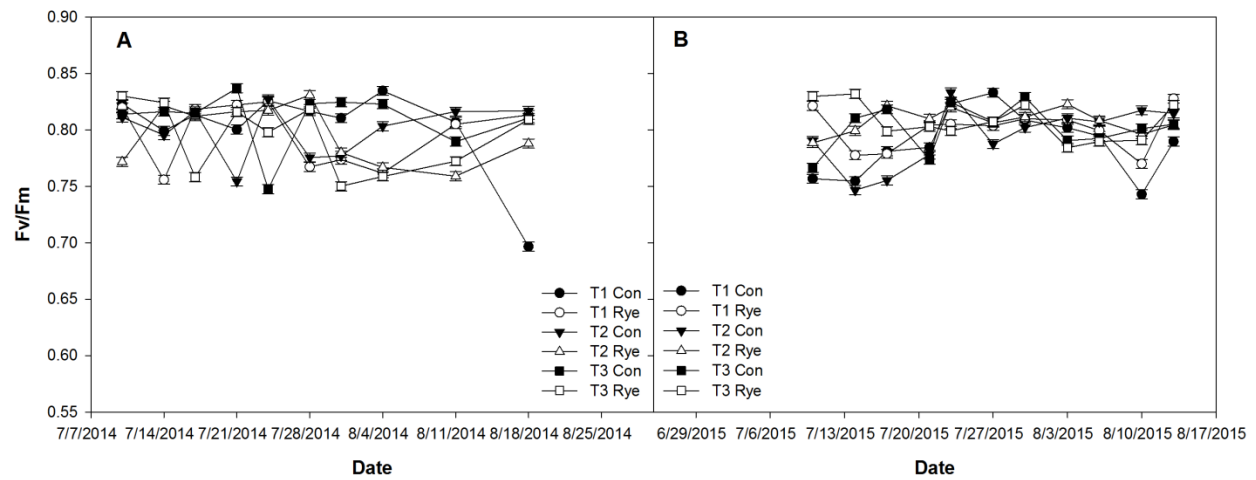 0.90
0.85
0.80
0.75
0.70
0.65
0.60
0.55
Fv/Fm
A
T1 Con
T1 Rye
T2 Con
T2 Rye
T3 Con
T3 Rye
7/7/2014 7/14/2014 7/21/2014 7/28/2014 8/4/2014 8/11/2014 8/18/2014 8/25/2014
Date
B
T1 Con
T1 Rye
T2 Con
T2 Rye
T3 Con
T3 Rye
6/29/2015 7/6/2015 7/13/2015 7/20/2015 7/27/2015 8/3/2015 8/10/2015 8/17/2015
Date